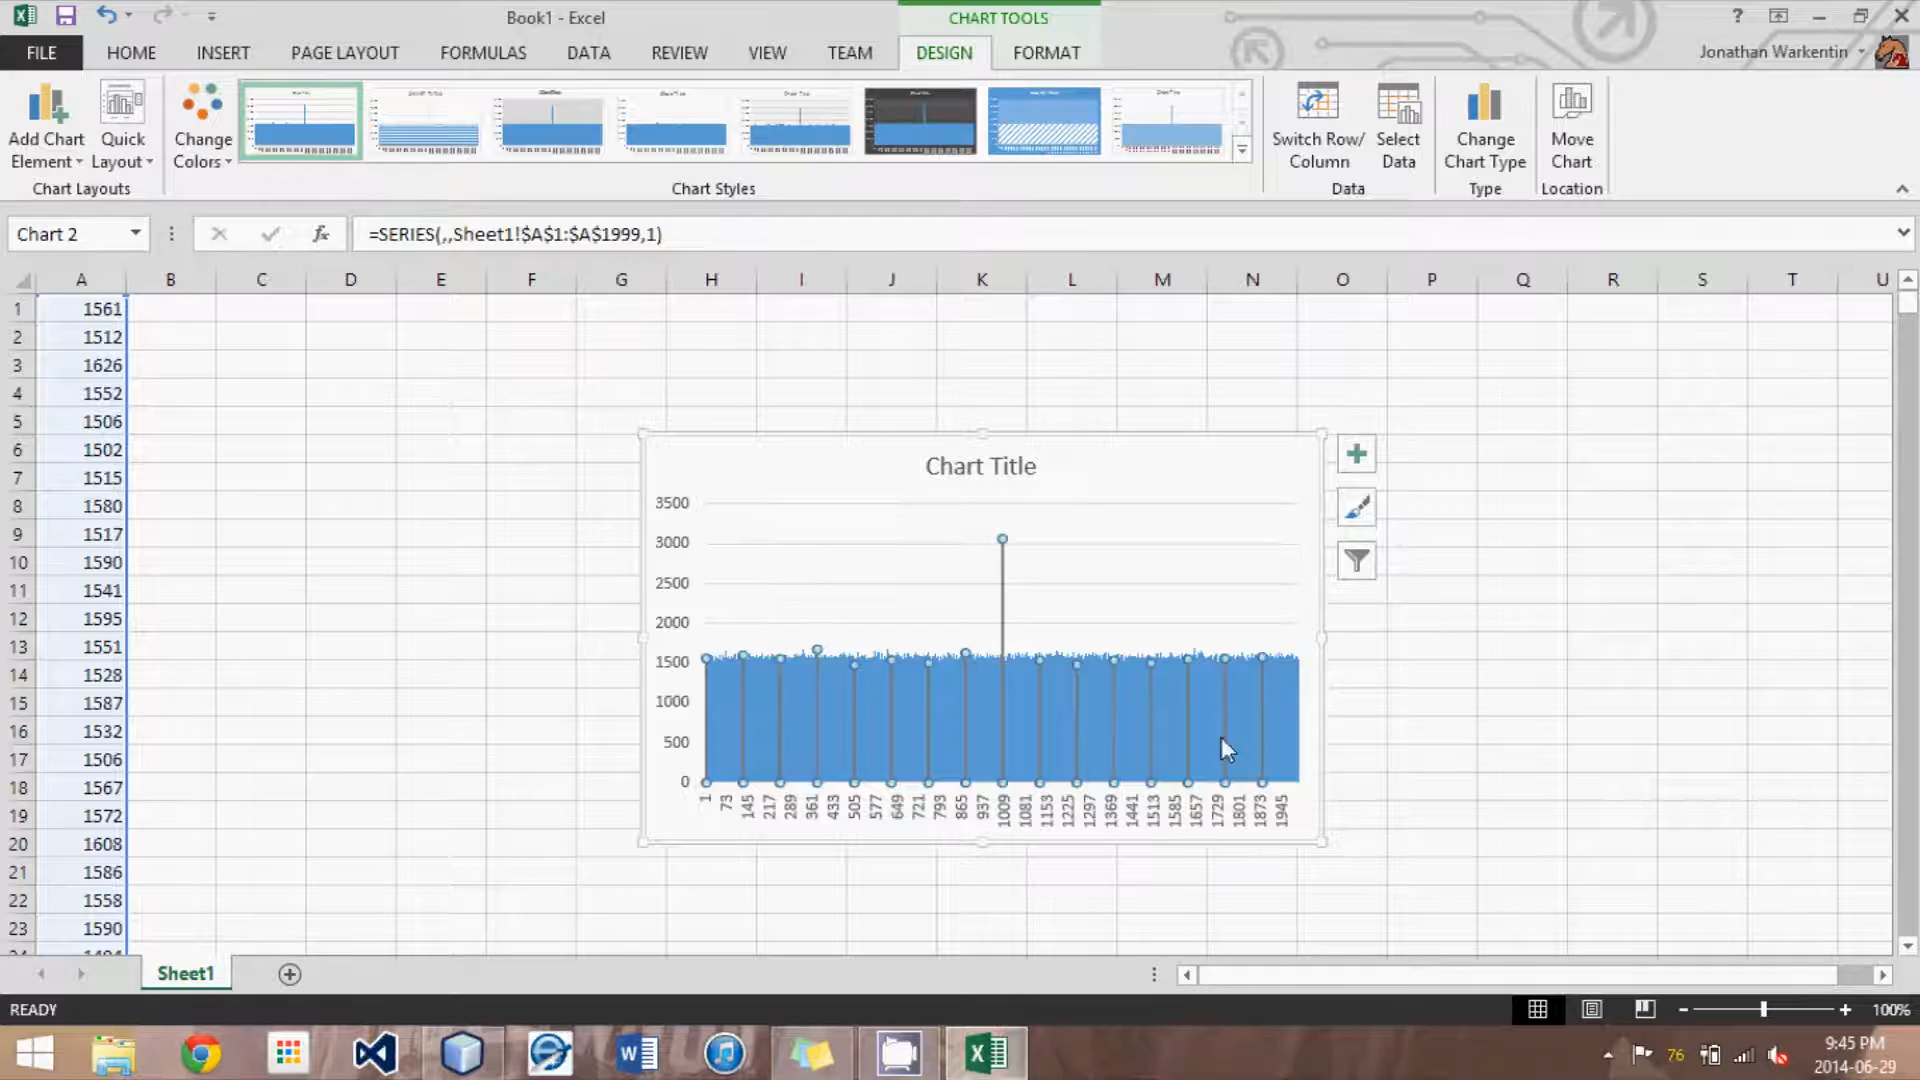 Book1 - Excel
CHART TOOLS
FILE HOME INSERT PAGE LAYOUT FORMULAS DATA REVIEW VIEW TEAM DESIGN FORMAT
Jonathan Warkentin
Add Chart Element
Quick Layout
Change Colors
Switch Row/ Column
Select Data
Change Chart Type
Move Chart
Chart Layouts
Chart Styles
Data
Type
Location
Chart 2
fx
=SERIES(,,Sheet1!$A$1:$A$1999,1)
A B C D E F G H I J K L M N O P Q R S T U
1 1561
2 1512
3 1626
4 1552
5 1506
6 1502
7 1515
8 1580
9 1517
10 1590
11 1541
12 1595
13 1551
14 1528
15 1587
16 1532
17 1506
18 1567
19 1572
20 1608
21 1586
22 1558
23 1590
Chart Title
3500
3000
2500
2000
1500
1000
500
0
1 73 145 217 289 361 433 505 577 649 721 793 865 937 1009 1081 1153 1225 1297 1369 1441 1513 1585 1657 1729 1801 1873 1945
Sheet1
READY
100%
76
9:45 PM
2014-06-29